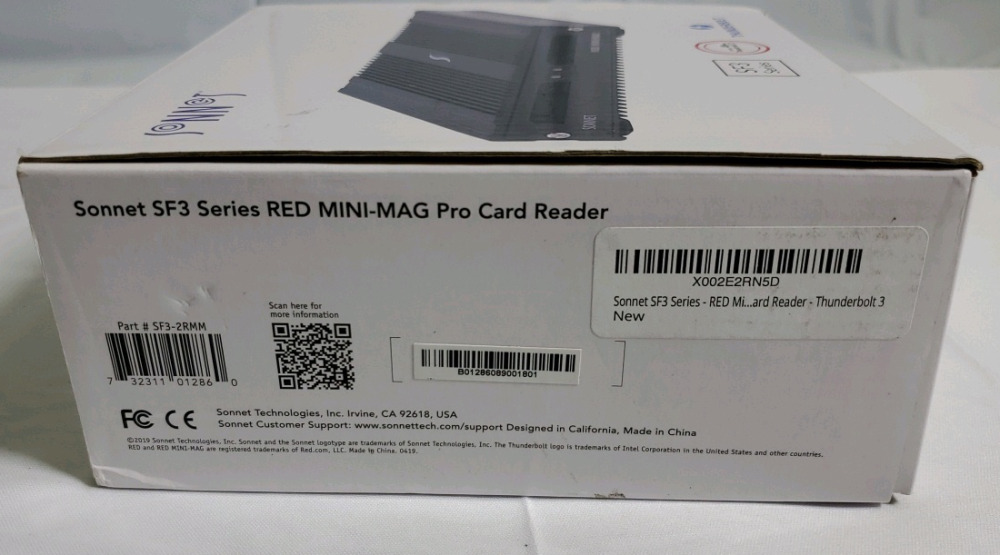 SONNET
SONNET
SF3
Series
Sonnet SF3 Series RED MINI-MAG Pro Card Reader
X002E2RN5D
Sonnet SF3 Series - RED Mi...ard Reader - Thunderbolt 3
New
Scan here for
more information
Part # SF3-2RMM
7 32311 01286 0
B01286089001801
FC CE
Sonnet Technologies, Inc. Irvine, CA 92618, USA
Sonnet Customer Support: www.sonnettech.com/support Designed in California, Made in China
©2019 Sonnet Technologies, Inc. Sonnet and the Sonnet logotype are trademarks of Sonnet Technologies, Inc. The Thunderbolt logo is trademarks of Intel Corporation in the United States and other countries.
RED and RED MINI-MAG are registered trademarks of Red.com, LLC. Made in China. 0419.